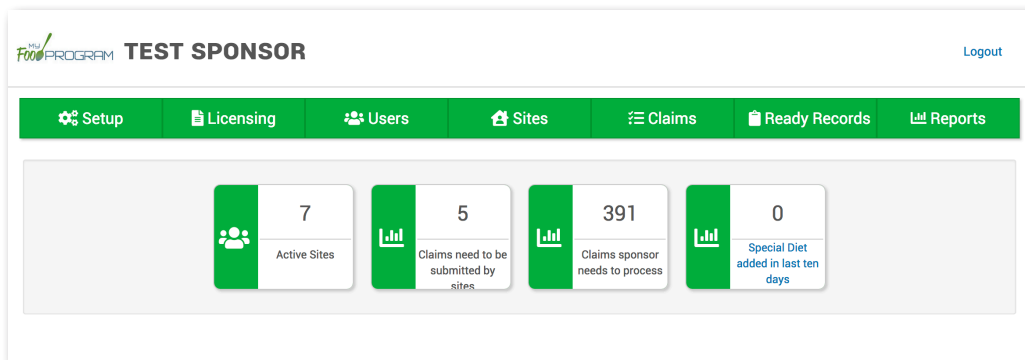 MY
FOOD PROGRAM TEST SPONSOR
Logout
Setup Licensing Users Sites Claims Ready Records Reports
7
Active Sites
5
Claims need to be
submitted by
sites
391
Claims sponsor
needs to process
0
Special Diet
added in last ten
days